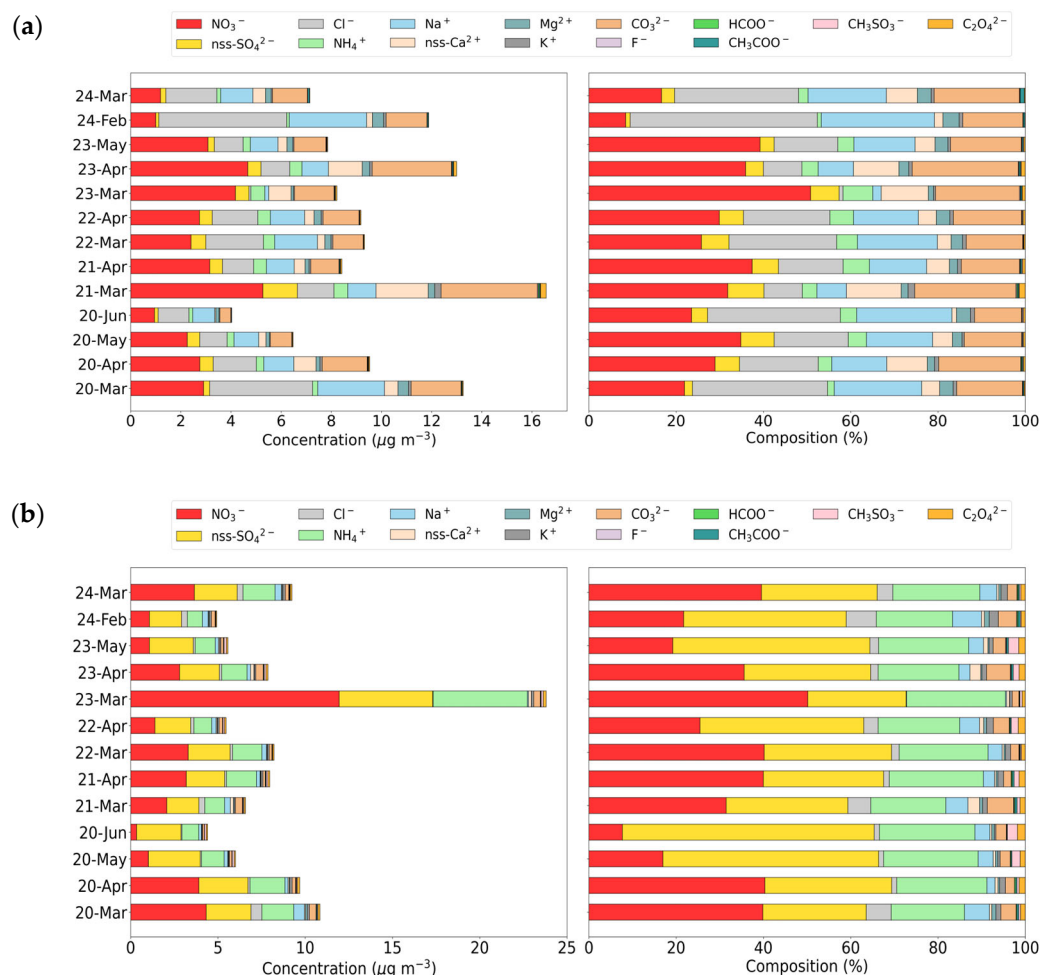 (a)
NO₃⁻ Cl⁻ Na⁺ Mg²⁺ CO₃²⁻ HCOO⁻ CH₃SO₃⁻ C₂O₄²⁻
nss-SO₄²⁻ NH₄⁺ nss-Ca²⁺ K⁺ F⁻ CH₃COO⁻
24-Mar
24-Feb
23-May
23-Apr
23-Mar
22-Apr
22-Mar
21-Apr
21-Mar
20-Jun
20-May
20-Apr
20-Mar
0 2 4 6 8 10 12 14 16
Concentration (μg m⁻³)
0 20 40 60 80 100
Composition (%)
(b)
NO₃⁻ Cl⁻ Na⁺ Mg²⁺ CO₃²⁻ HCOO⁻ CH₃SO₃⁻ C₂O₄²⁻
nss-SO₄²⁻ NH₄⁺ nss-Ca²⁺ K⁺ F⁻ CH₃COO⁻
24-Mar
24-Feb
23-May
23-Apr
23-Mar
22-Apr
22-Mar
21-Apr
21-Mar
20-Jun
20-May
20-Apr
20-Mar
0 5 10 15 20 25
Concentration (μg m⁻³)
0 20 40 60 80 100
Composition (%)